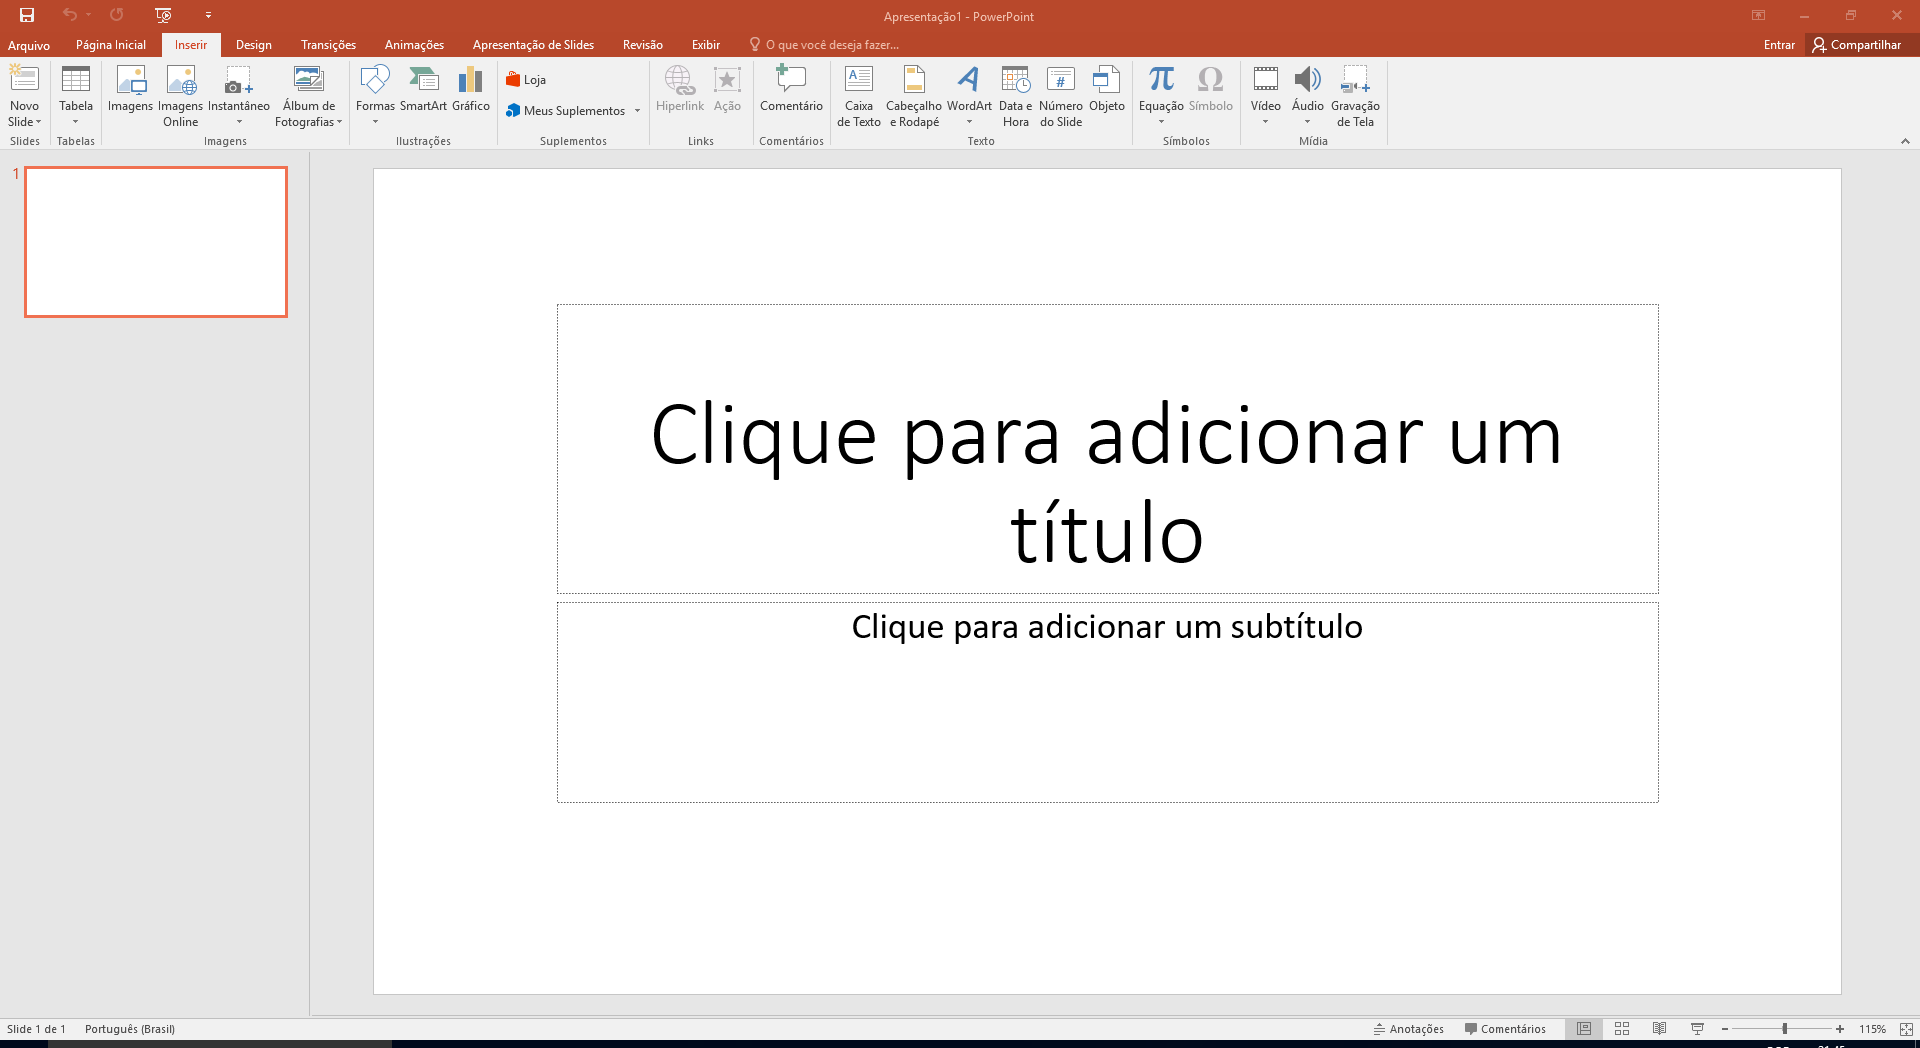 Apresentação1 - PowerPoint
Arquivo Página Inicial Inserir Design Transições Animações Apresentação de Slides Revisão Exibir O que você deseja fazer... Entrar Compartilhar
Novo Slide
Tabela
Imagens
Imagens Online
Instantâneo
Álbum de Fotografias
Formas
SmartArt
Gráfico
Loja
Meus Suplementos
Hiperlink
Ação
Comentário
Caixa de Texto
Cabeçalho e Rodapé
WordArt
Data e Hora
Número do Slide
Objeto
Equação
Símbolo
Vídeo
Áudio
Gravação de Tela
Slides Tabelas Imagens Ilustrações Suplementos Links Comentários Texto Símbolos Mídia
1
Clique para adicionar um
título
Clique para adicionar um subtítulo
Slide 1 de 1 Português (Brasil) Anotações Comentários 115%